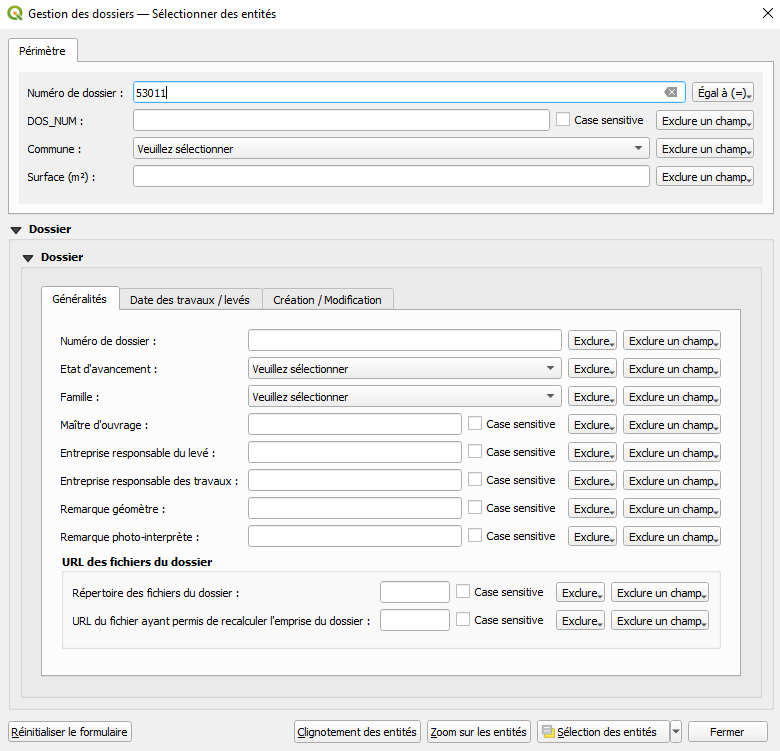 Gestion des dossiers — Sélectionner des entités
Périmètre
Numéro de dossier : 53011 Égal à (=)
DOS_NUM : Case sensitive Exclure un champ
Commune : Veuillez sélectionner Exclure un champ
Surface (m²) : Exclure un champ
Dossier
Dossier
Généralités Date des travaux / levés Création / Modification
Numéro de dossier : Exclure Exclure un champ
Etat d'avancement : Veuillez sélectionner Exclure Exclure un champ
Famille : Veuillez sélectionner Exclure Exclure un champ
Maître d'ouvrage : Case sensitive Exclure Exclure un champ
Entreprise responsable du levé : Case sensitive Exclure Exclure un champ
Entreprise responsable des travaux : Case sensitive Exclure Exclure un champ
Remarque géomètre : Case sensitive Exclure Exclure un champ
Remarque photo-interprète : Case sensitive Exclure Exclure un champ
URL des fichiers du dossier
Répertoire des fichiers du dossier : Case sensitive Exclure Exclure un champ
URL du fichier ayant permis de recalculer l'emprise du dossier : Case sensitive Exclure Exclure un champ
Réinitialiser le formulaire Clignotement des entités Zoom sur les entités Sélection des entités Fermer